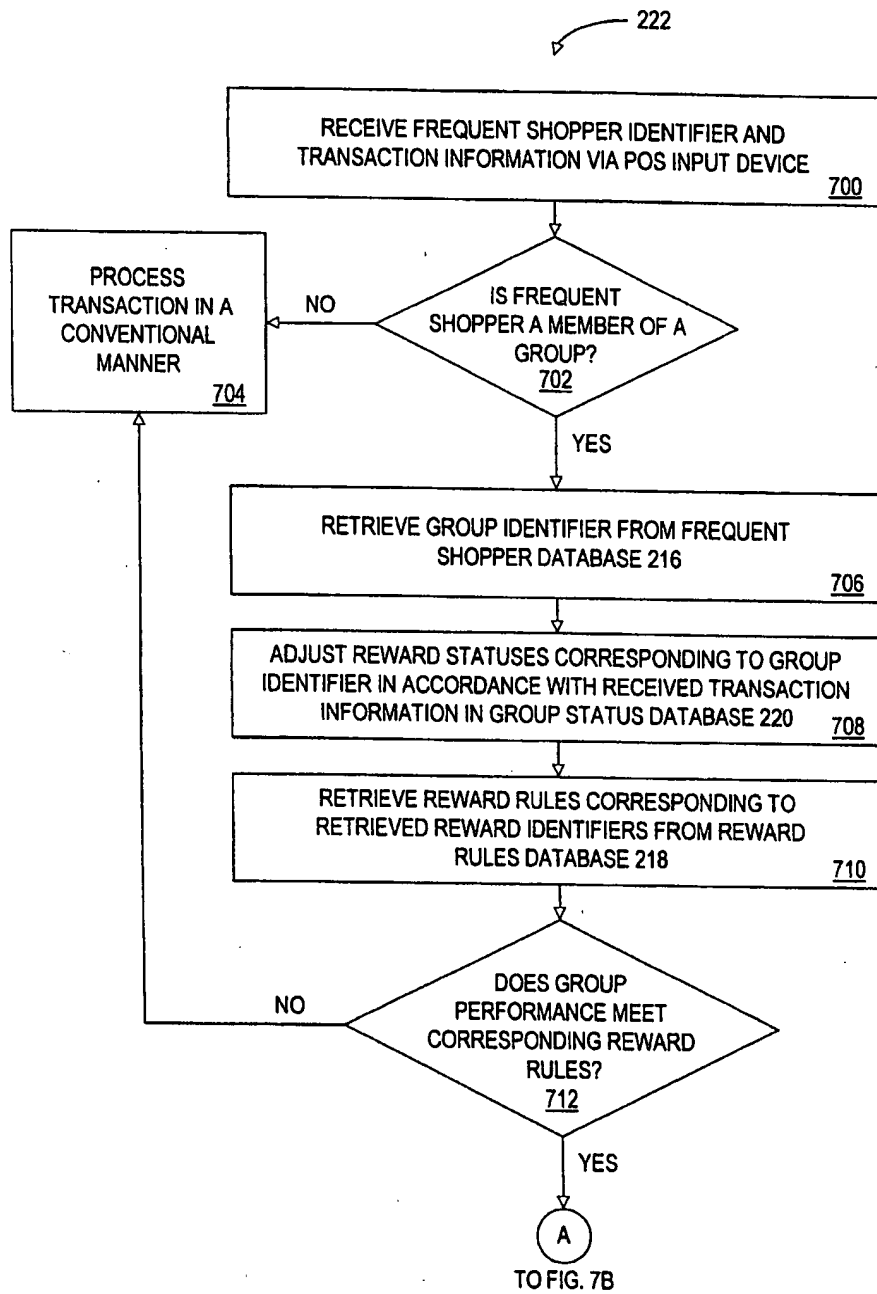 222
RECEIVE FREQUENT SHOPPER IDENTIFIER AND
TRANSACTION INFORMATION VIA POS INPUT DEVICE
700
PROCESS
TRANSACTION IN A
CONVENTIONAL
MANNER
704
NO
IS FREQUENT
SHOPPER A MEMBER OF A
GROUP?
702
YES
RETRIEVE GROUP IDENTIFIER FROM FREQUENT
SHOPPER DATABASE 216
706
ADJUST REWARD STATUSES CORRESPONDING TO GROUP
IDENTIFIER IN ACCORDANCE WITH RECEIVED TRANSACTION
INFORMATION IN GROUP STATUS DATABASE 220
708
RETRIEVE REWARD RULES CORRESPONDING TO
RETRIEVED REWARD IDENTIFIERS FROM REWARD
RULES DATABASE 218
710
NO
DOES GROUP
PERFORMANCE MEET
CORRESPONDING REWARD
RULES?
712
YES
A
TO FIG. 7B